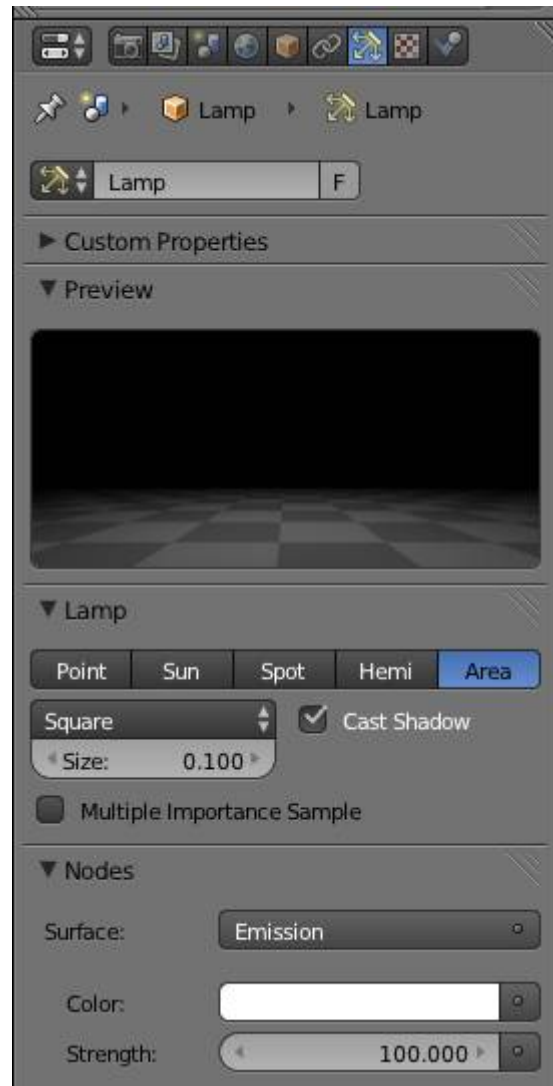 Lamp Lamp
Lamp F
Custom Properties
Preview
Lamp
Point Sun Spot Hemi Area
Square Cast Shadow
Size: 0.100
Multiple Importance Sample
Nodes
Surface: Emission
Color:
Strength: 100.000